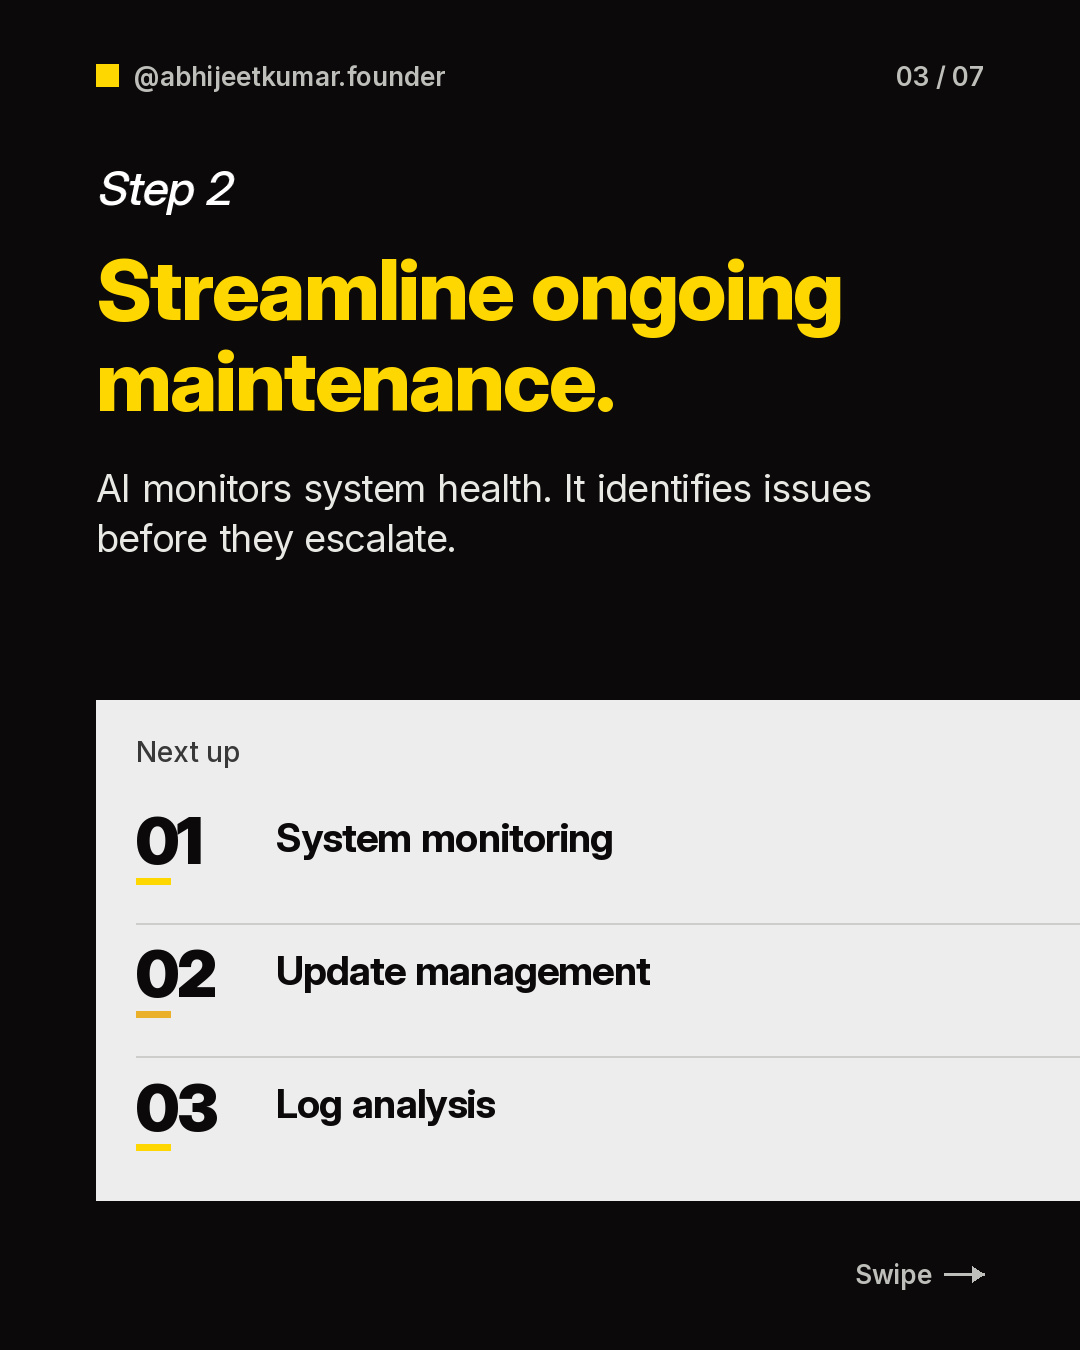 @abhijeetkumar.founder
03 / 07
Step 2
Streamline ongoing
maintenance.
AI monitors system health. It identifies issues
before they escalate.
Next up
01 System monitoring
02 Update management
03 Log analysis
Swipe